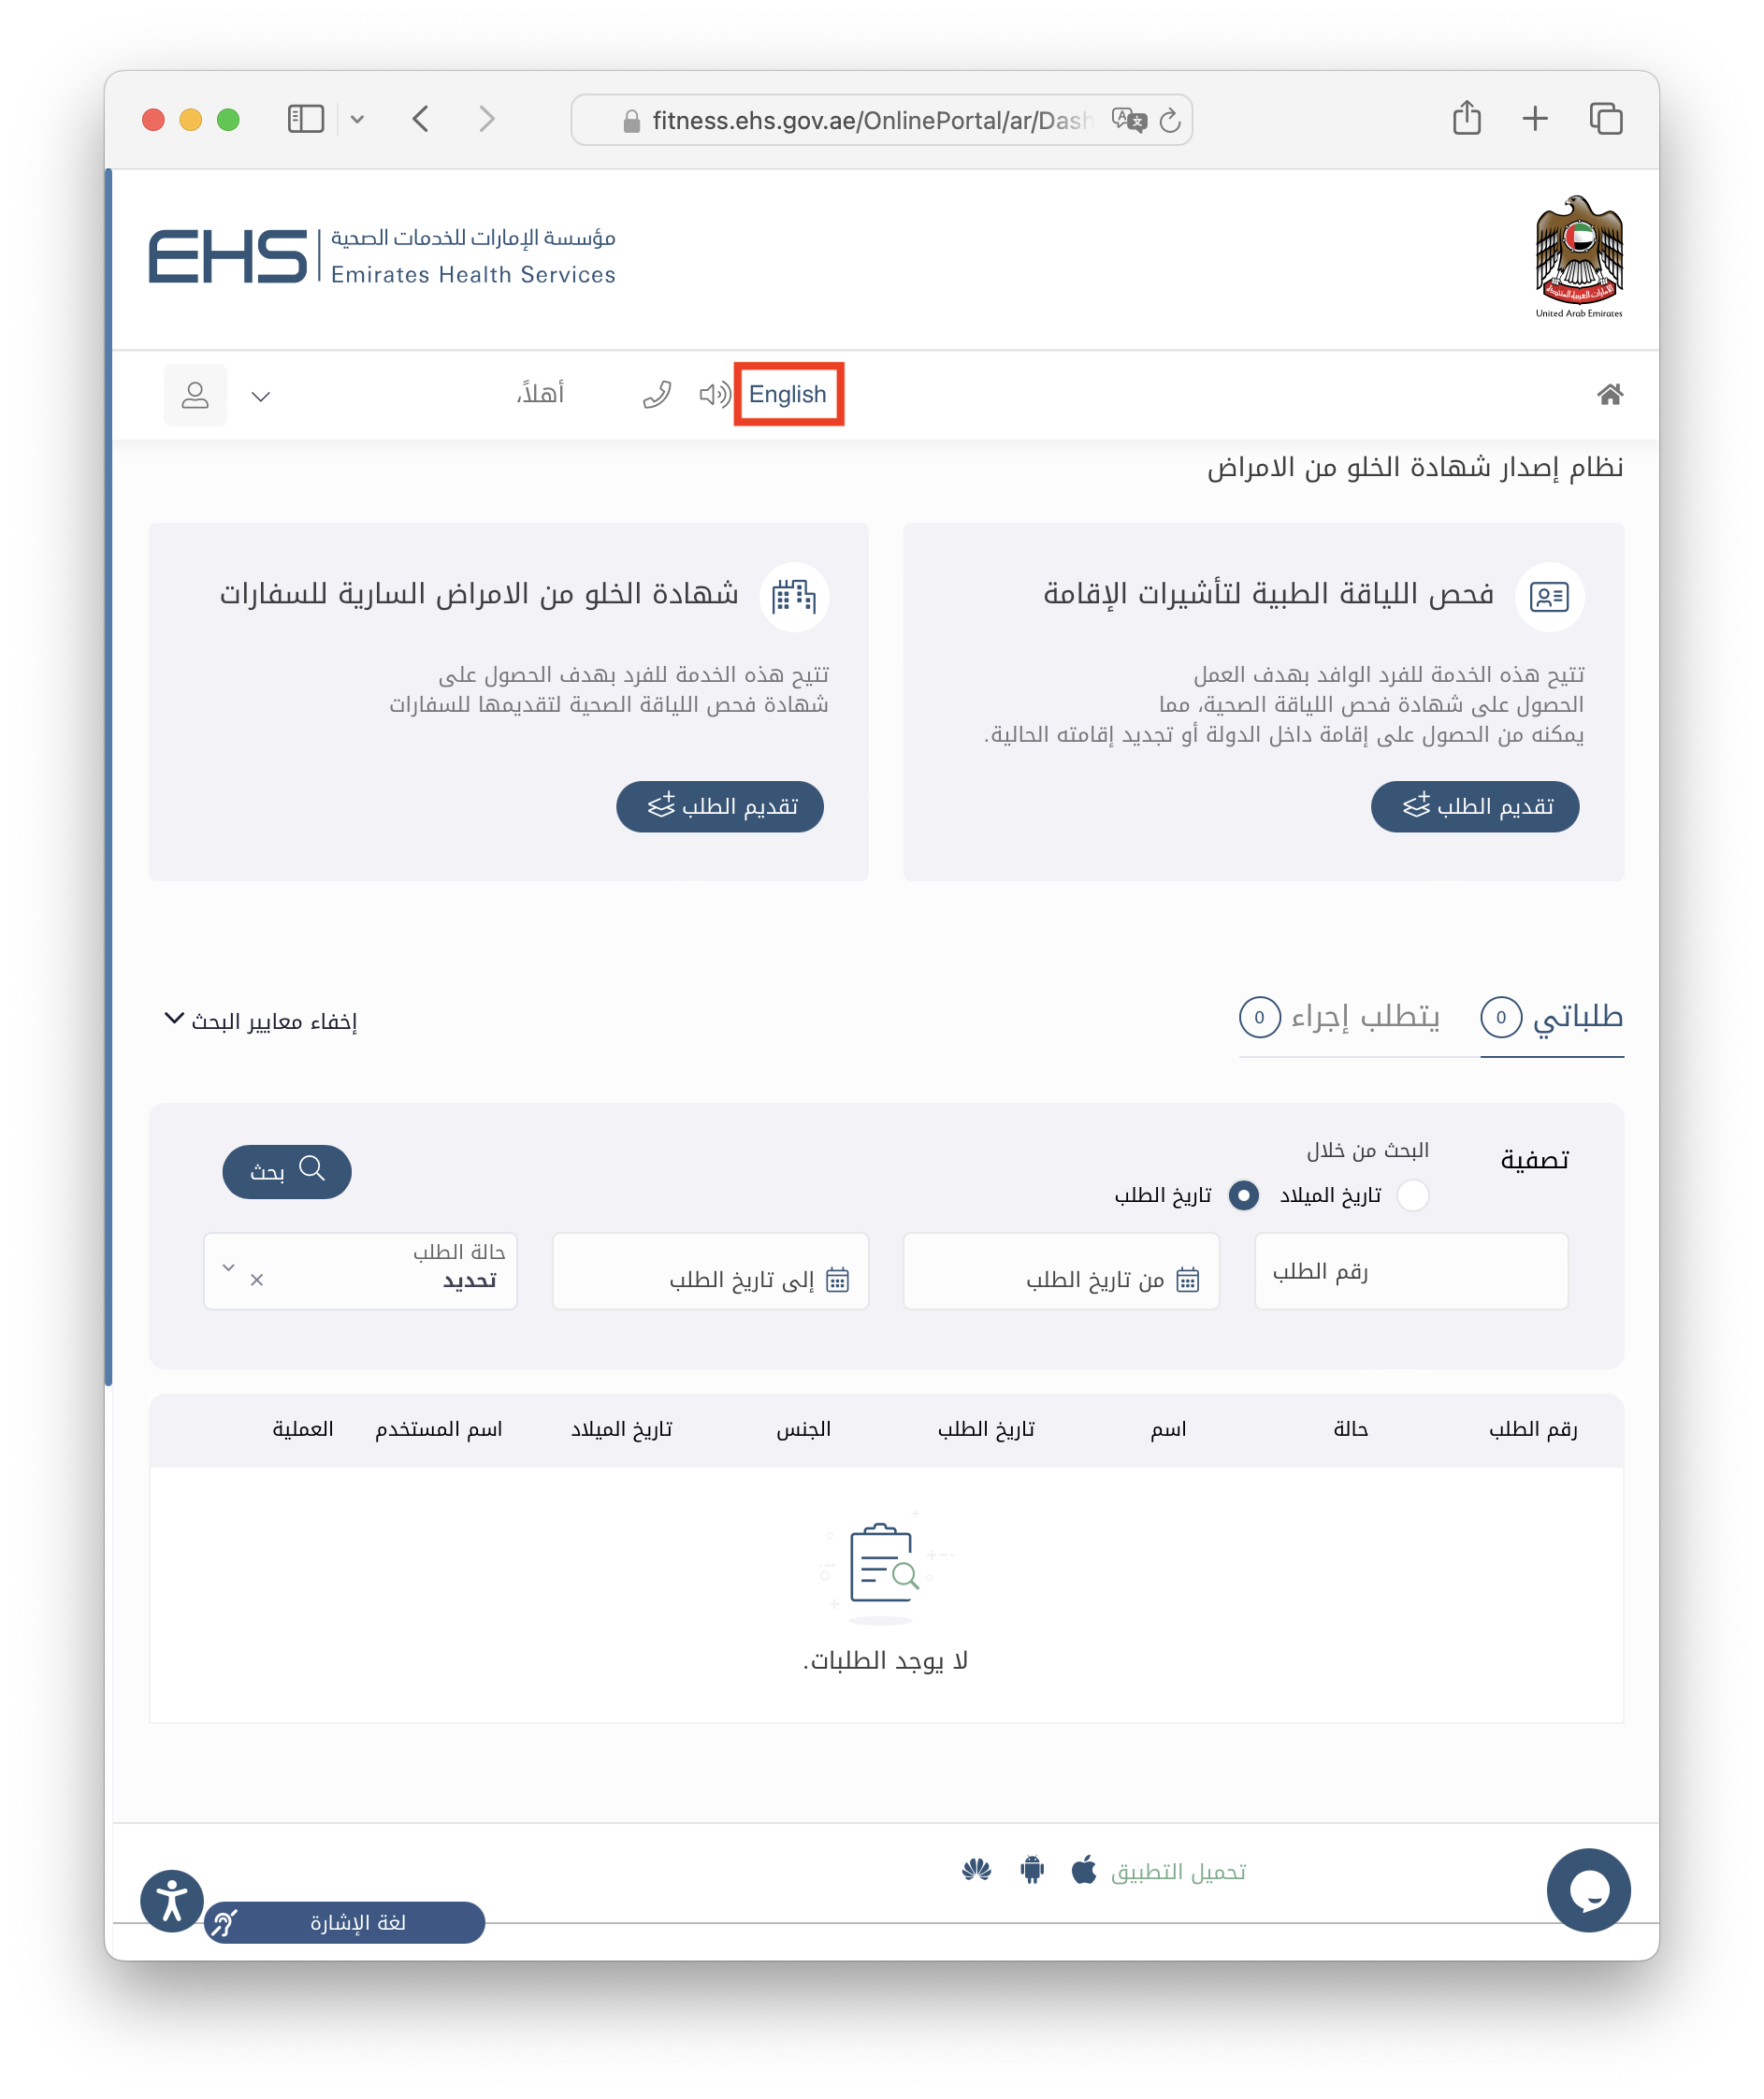 fitness.ehs.gov.ae/OnlinePortal/ar/Dash
EHS
مؤسسة الإمارات للخدمات الصحية
Emirates Health Services
United Arab Emirates
English
أهلاً،
نظام إصدار شهادة الخلو من الامراض
فحص اللياقة الطبية لتأشيرات الإقامة
تتيح هذه الخدمة للفرد الوافد بهدف العمل
الحصول على شهادة فحص اللياقة الصحية، مما
يمكنه من الحصول على إقامة داخل الدولة أو تجديد إقامته الحالية.
تقديم الطلب
شهادة الخلو من الامراض السارية للسفارات
تتيح هذه الخدمة للفرد بهدف الحصول على
شهادة فحص اللياقة الصحية لتقديمها للسفارات
تقديم الطلب
طلباتي 0
يتطلب إجراء 0
إخفاء معايير البحث
تصفية
البحث من خلال
تاريخ الميلاد
تاريخ الطلب
بحث
رقم الطلب
من تاريخ الطلب
إلى تاريخ الطلب
حالة الطلب
تحديد
رقم الطلب حالة اسم تاريخ الطلب الجنس تاريخ الميلاد اسم المستخدم العملية
لا يوجد الطلبات.
تحميل التطبيق
لغة الإشارة